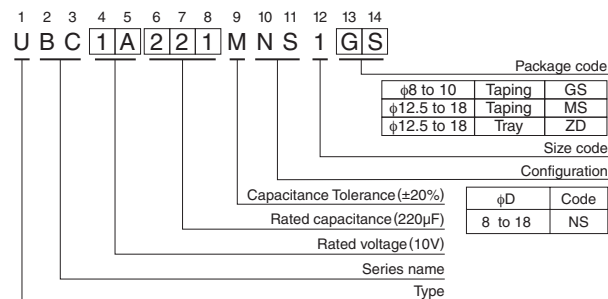 1 2 3 4 5 6 7 8 9 10 11 12 13 14
U B C 1 A 2 2 1 M N S 1 G S
Package code
ϕ8 to 10 Taping GS
ϕ12.5 to 18 Taping MS
ϕ12.5 to 18 Tray ZD
Size code
Configuration
ϕD Code
8 to 18 NS
Capacitance Tolerance (±20%)
Rated capacitance (220µF)
Rated voltage (10V)
Series name
Type